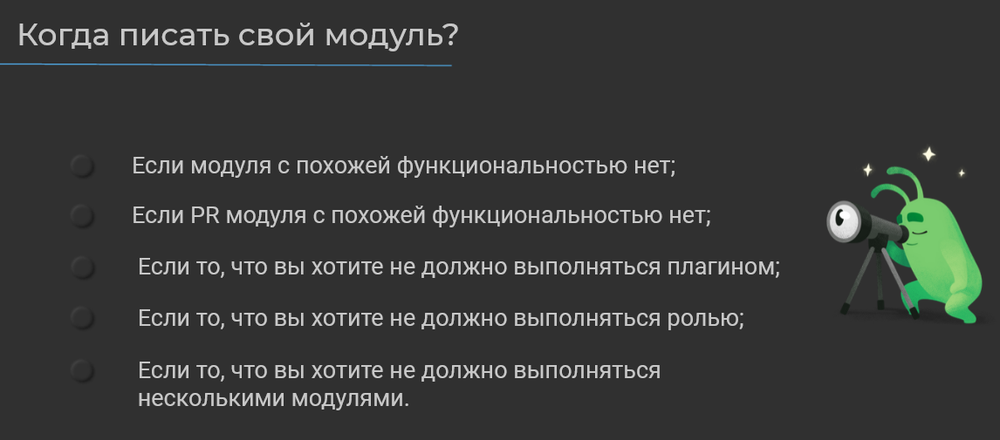 Когда писать свой модуль?
Если модуля с похожей функциональностью нет;
Если PR модуля с похожей функциональностью нет;
Если то, что вы хотите не должно выполняться плагином;
Если то, что вы хотите не должно выполняться ролью;
Если то, что вы хотите не должно выполняться
несколькими модулями.